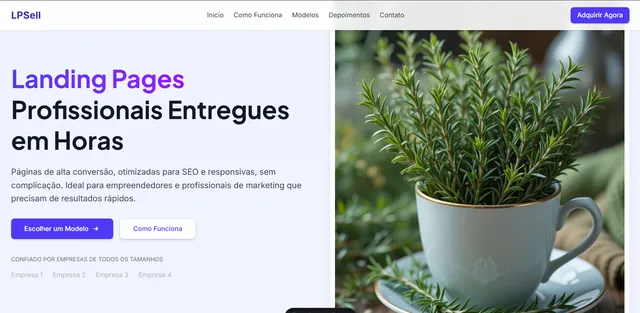 LPSell
Início
Como Funciona
Modelos
Depoimentos
Contato
Adquirir Agora
Landing Pages
Profissionais Entregues
em Horas
Páginas de alta conversão, otimizadas para SEO e responsivas, sem
complicação. Ideal para empreendedores e profissionais de marketing que
precisam de resultados rápidos.
Escolher um Modelo →
Como Funciona
CONFIADO POR EMPRESAS DE TODOS OS TAMANHOS
Empresa 1
Empresa 2
Empresa 3
Empresa 4